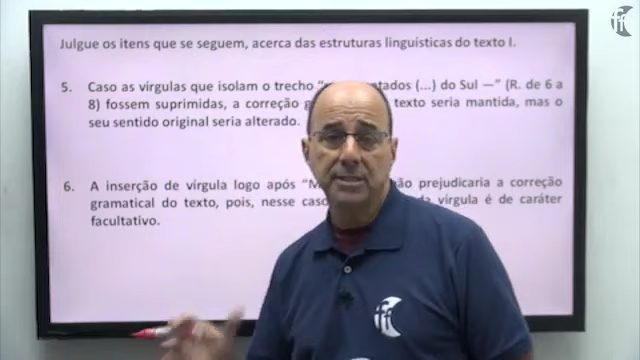 Julgue os itens que se seguem, acerca das estruturas linguísticas do texto I.
5. Caso as vírgulas que isolam o trecho (...) do Sul —” (R. de 6 a
8) fossem suprimidas, a correção texto seria mantida, mas o
seu sentido original seria alterado.
6. A inserção de vírgula logo após prejudicaria a correção
gramatical do texto, pois, nesse caso vírgula é de caráter
facultativo.